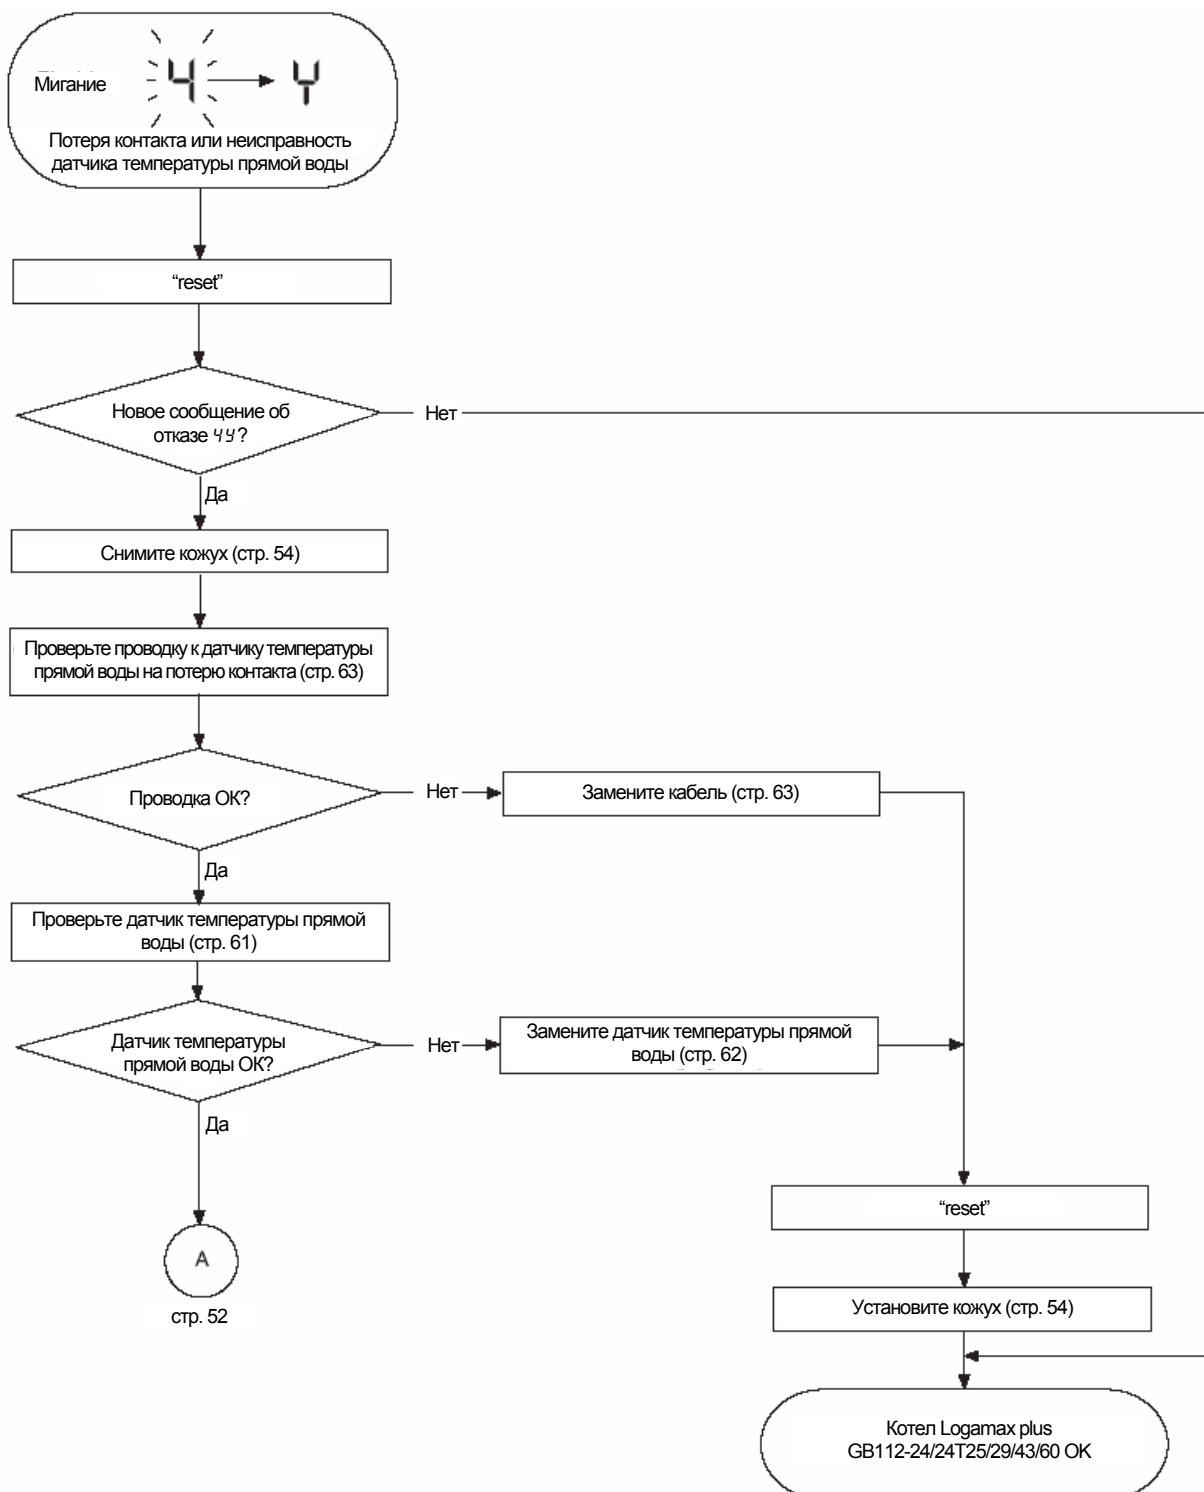 Мигание
4 Y
Потеря контакта или неисправность
датчика температуры прямой воды
“reset”
Новое сообщение об
отказе 4У?
Нет
Да
Снимите кожух (стр. 54)
Проверьте проводку к датчику температуры
прямой воды на потерю контакта (стр. 63)
Проводка ОК?
Нет
Замените кабель (стр. 63)
Да
Проверьте датчик температуры прямой
воды (стр. 61)
Датчик температуры
прямой воды ОК?
Нет
Замените датчик температуры прямой
воды (стр. 62)
Да
A
стр. 52
“reset”
Установите кожух (стр. 54)
Котел Logamax plus
GB112-24/24T25/29/43/60 OK